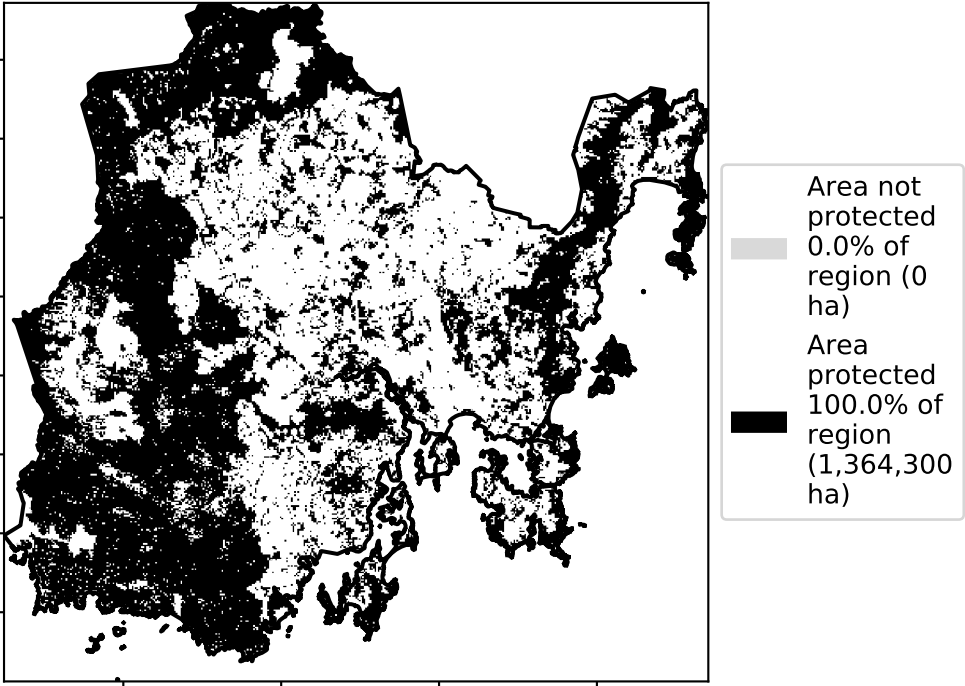 Area not
protected
0.0% of
region (0
ha)
Area
protected
100.0% of
region
(1,364,300
ha)